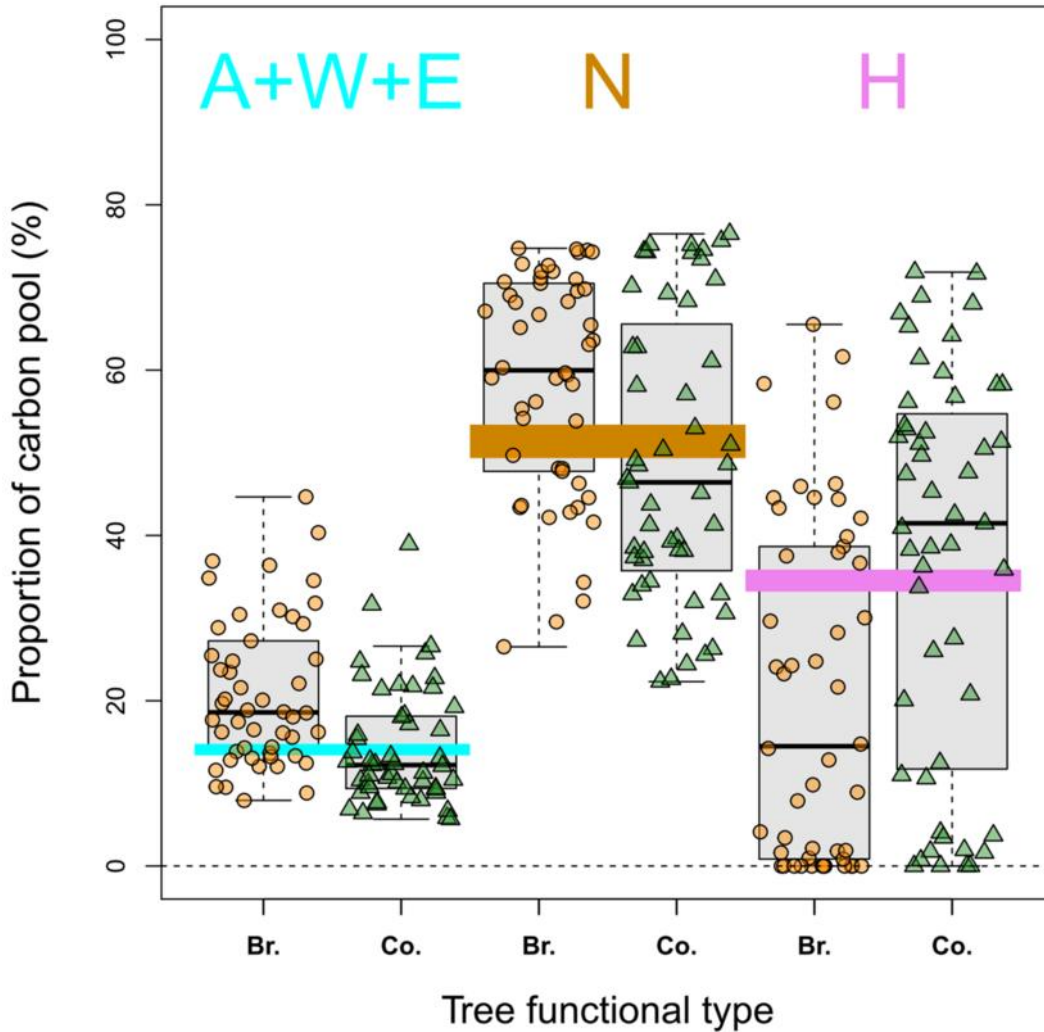 A+W+E N H
100
80
60
40
20
0
Proportion of carbon pool (%)
Br. Co. Br. Co. Br. Co.
Tree functional type